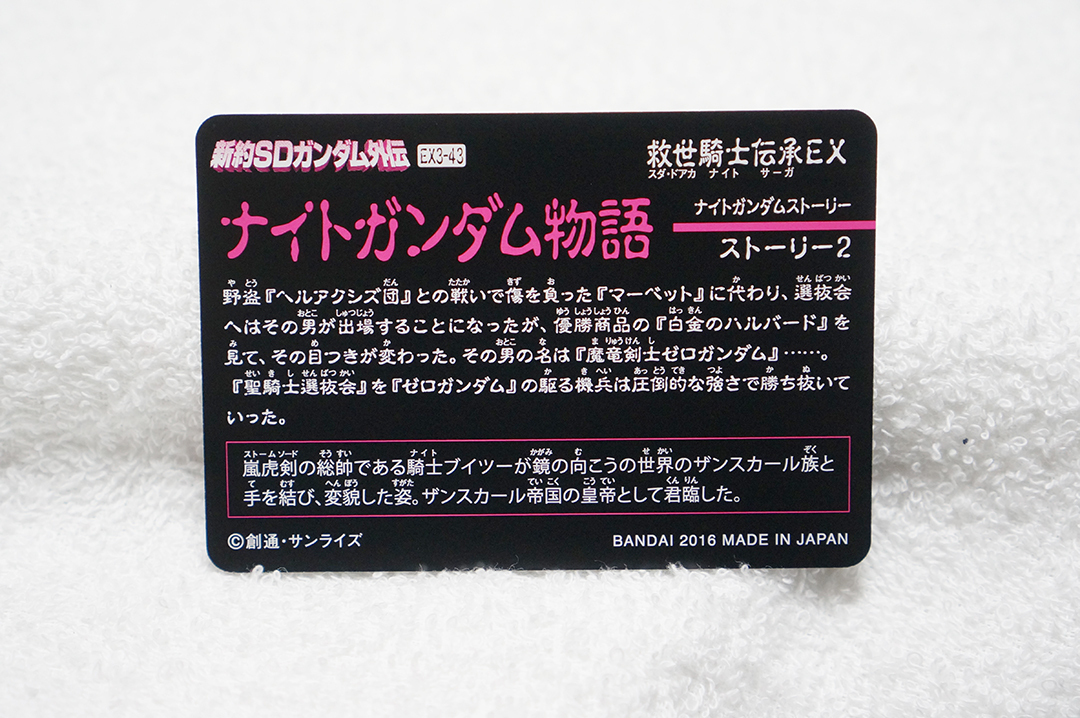 新約SDガンダム外伝 EX3-43
救世騎士伝承EX
スダ・ドアカ ナイト サーガ
ナイトガンダム物語
ナイトガンダムストーリー
ストーリー2
野盗『ヘルアクシズ団』との戦いで傷を負った『マーベット』に代わり、選抜会
へはその男が出場することになったが、優勝商品の『白金のハルバード』を
見て、その目つきが変わった。その男の名は『魔竜剣士ゼロガンダム』……。
『聖騎士選抜会』を『ゼロガンダム』の駆る機兵は圧倒的な強さで勝ち抜いて
いった。
嵐虎剣の総帥である騎士ブイツーが鏡の向こうの世界のザンスカール族と
手を結び、変貌した姿。ザンスカール帝国の皇帝として君臨した。
©創通・サンライズ
BANDAI 2016 MADE IN JAPAN